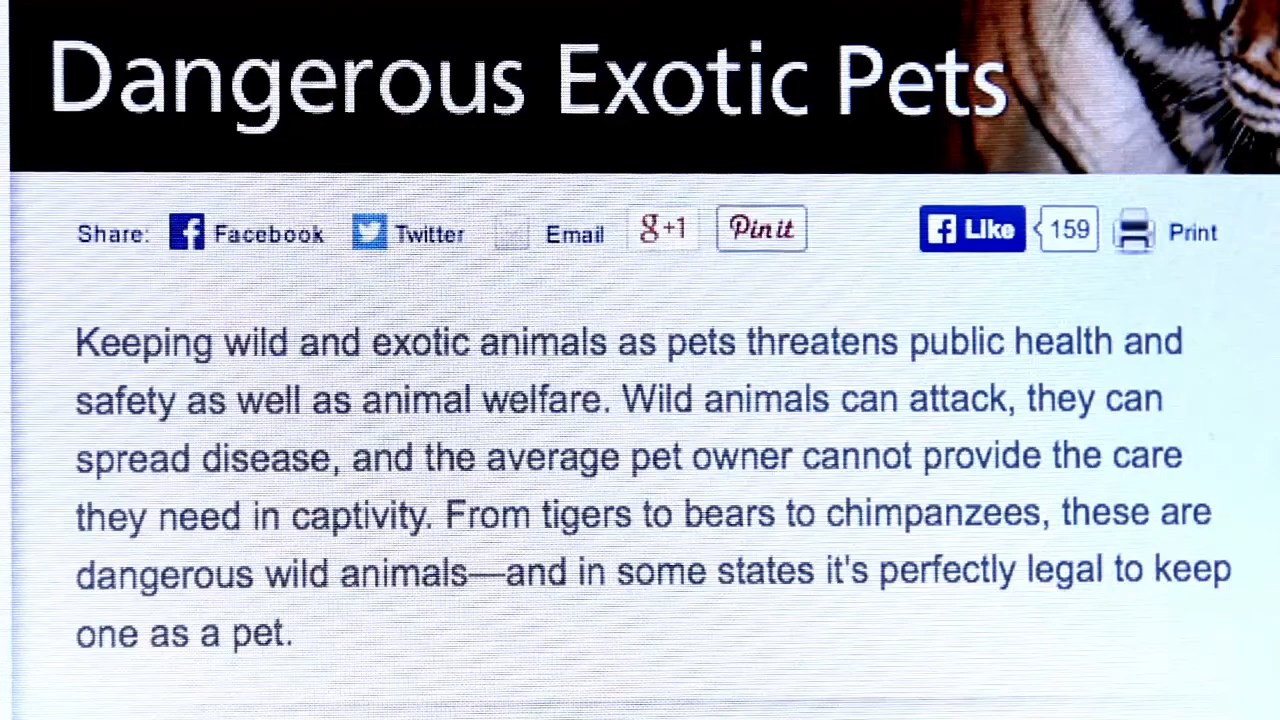 Dangerous Exotic Pets
Share: Facebook Twitter Email g+1 Pin it Like 159 Print
Keeping wild and exotic animals as pets threatens public health and
safety as well as animal welfare. Wild animals can attack, they can
spread disease, and the average pet owner cannot provide the care
they need in captivity. From tigers to bears to chimpanzees, these are
dangerous wild animals—and in some states it's perfectly legal to keep
one as a pet.